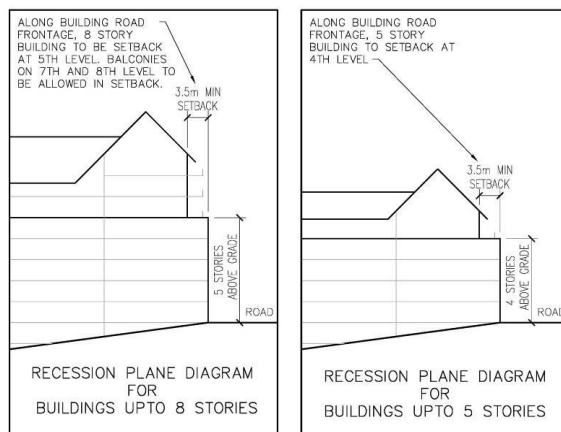 ALONG BUILDING ROAD
FRONTAGE, 8 STORY
BUILDING TO BE SETBACK
AT 5TH LEVEL. BALCONIES
ON 7TH AND 8TH LEVEL TO
BE ALLOWED IN SETBACK.
3.5m MIN
SETBACK
5 STORIES
ABOVE GRADE
ROAD
RECESSION PLANE DIAGRAM
FOR
BUILDINGS UPTO 8 STORIES
ALONG BUILDING ROAD
FRONTAGE, 5 STORY
BUILDING TO SETBACK AT
4TH LEVEL
3.5m MIN
SETBACK
4 STORIES
ABOVE GRADE
ROAD
RECESSION PLANE DIAGRAM
FOR
BUILDINGS UPTO 5 STORIES